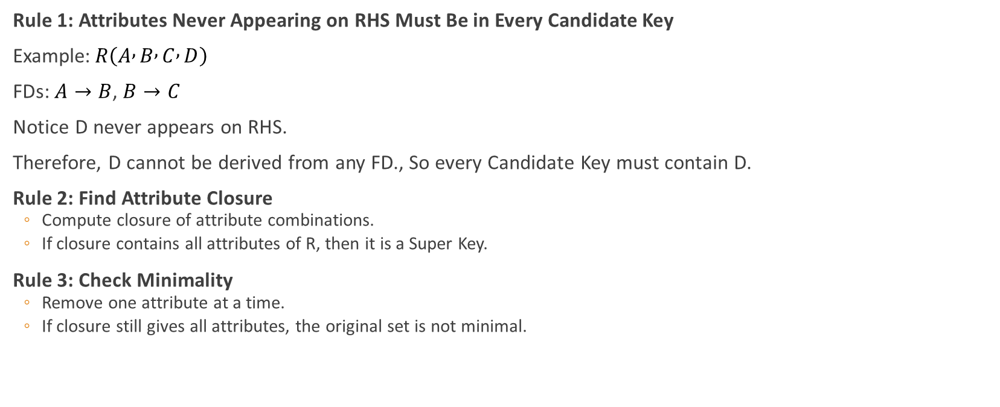 Rule 1: Attributes Never Appearing on RHS Must Be in Every Candidate Key
Example: R(A, B, C, D)
FDs: A → B, B → C
Notice D never appears on RHS.
Therefore, D cannot be derived from any FD., So every Candidate Key must contain D.
Rule 2: Find Attribute Closure
◦ Compute closure of attribute combinations.
◦ If closure contains all attributes of R, then it is a Super Key.
Rule 3: Check Minimality
◦ Remove one attribute at a time.
◦ If closure still gives all attributes, the original set is not minimal.